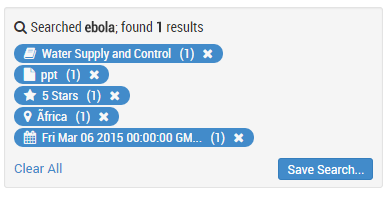 Searched ebola; found 1 results
Water Supply and Control (1) ✖
ppt (1) ✖
5 Stars (1) ✖
Ãfrica (1) ✖
Fri Mar 06 2015 00:00:00 GM... (1) ✖
Clear All Save Search...